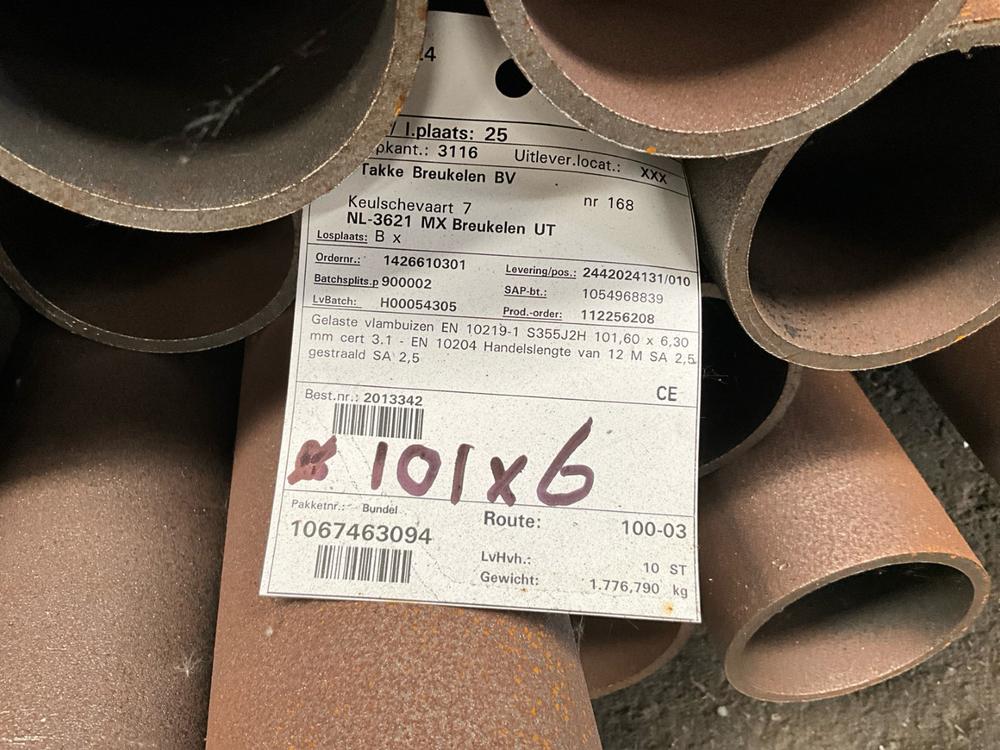 / l.plaats: 25
pkant.: 3116 Uitlever.locat.: XXX
Takke Breukelen BV
Keulschevaart 7 nr 168
NL-3621 MX Breukelen UT
Losplaats: B x
Ordernr.: 1426610301 Levering/pos.: 2442024131/010
Batchsplits.p 900002 SAP-bt.: 1054968839
LvBatch: H00054305 Prod.-order: 112256208
Gelaste vlambuizen EN 10219-1 S355J2H 101,60 x 6,30
mm cert 3.1 - EN 10204 Handelslengte van 12 M SA 2,5
gestraald SA 2,5
CE
Best.nr.: 2013342
101x6
Pakketnr.: Bundel Route: 100-03
1067463094
LvHvh.: 10 ST
Gewicht: 1.776,790 kg